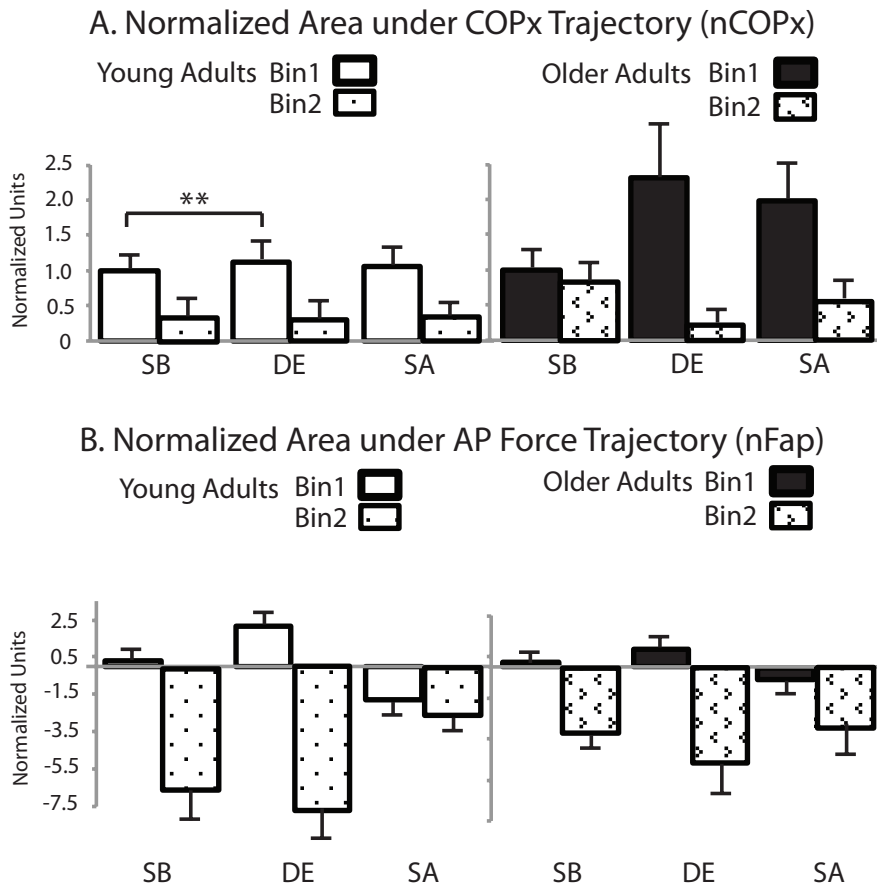 A. Normalized Area under COPx Trajectory (nCOPx)
Young Adults Bin1
Bin2
Older Adults Bin1
Bin2
Normalized Units
2.5
2.0
1.5
1.0
0.5
0
**
SB DE SA SB DE SA
B. Normalized Area under AP Force Trajectory (nFap)
Young Adults Bin1
Bin2
Older Adults Bin1
Bin2
Normalized Units
2.5
0.5
-1.5
-3.5
-5.5
-7.5
SB DE SA SB DE SA